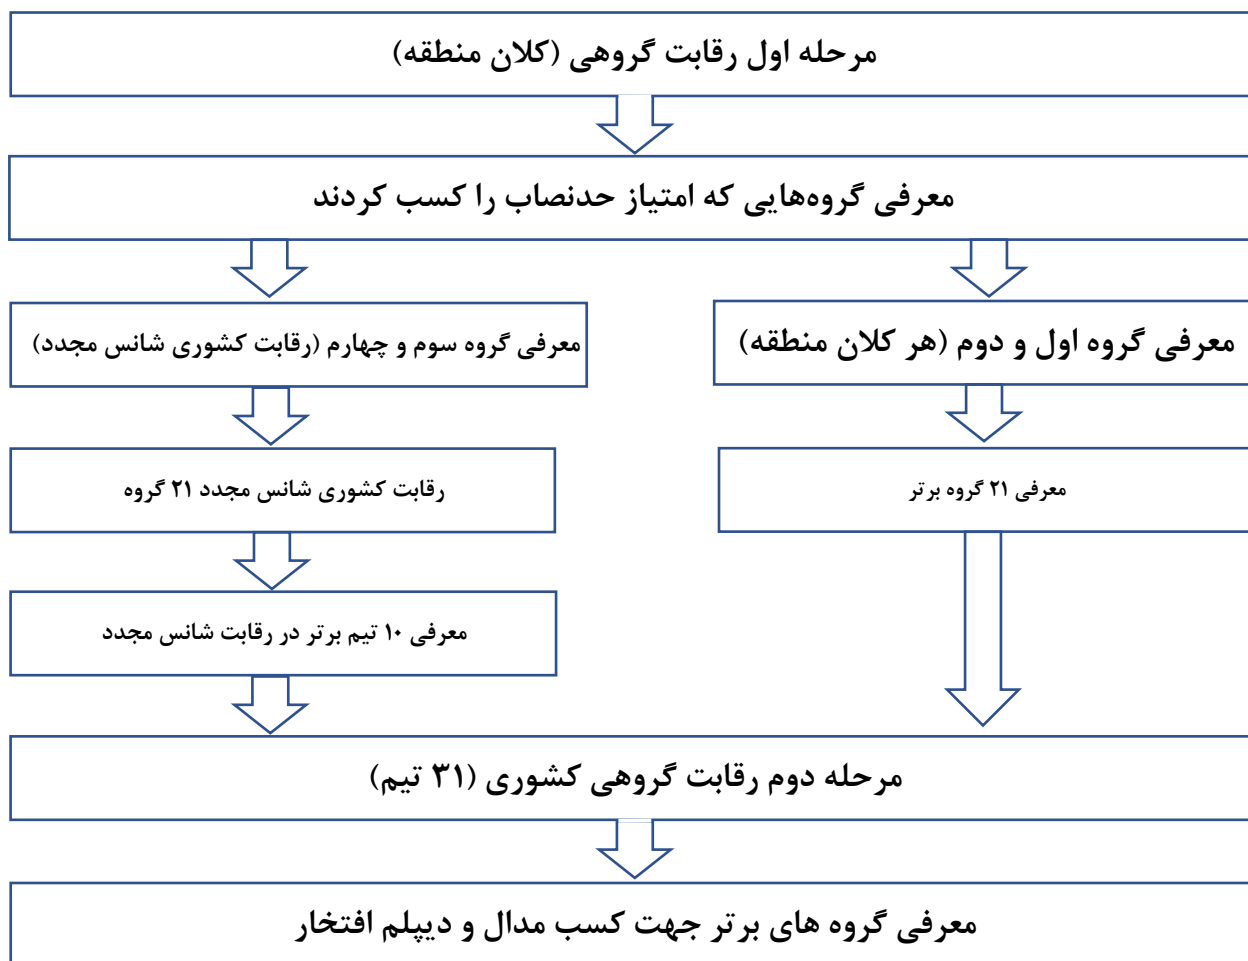 مرحله اول رقابت گروهی (کلان منطقه)
معرفی گروه‌هایی که امتیاز حدنصاب را کسب کردند
معرفی گروه اول و دوم (هر کلان منطقه)
معرفی گروه سوم و چهارم (رقابت کشوری شانس مجدد)
معرفی ۲۱ گروه برتر
رقابت کشوری شانس مجدد ۲۱ گروه
معرفی ۱۰ تیم برتر در رقابت شانس مجدد
مرحله دوم رقابت گروهی کشوری (۳۱ تیم)
معرفی گروه های برتر جهت کسب مدال و دیپلم افتخار